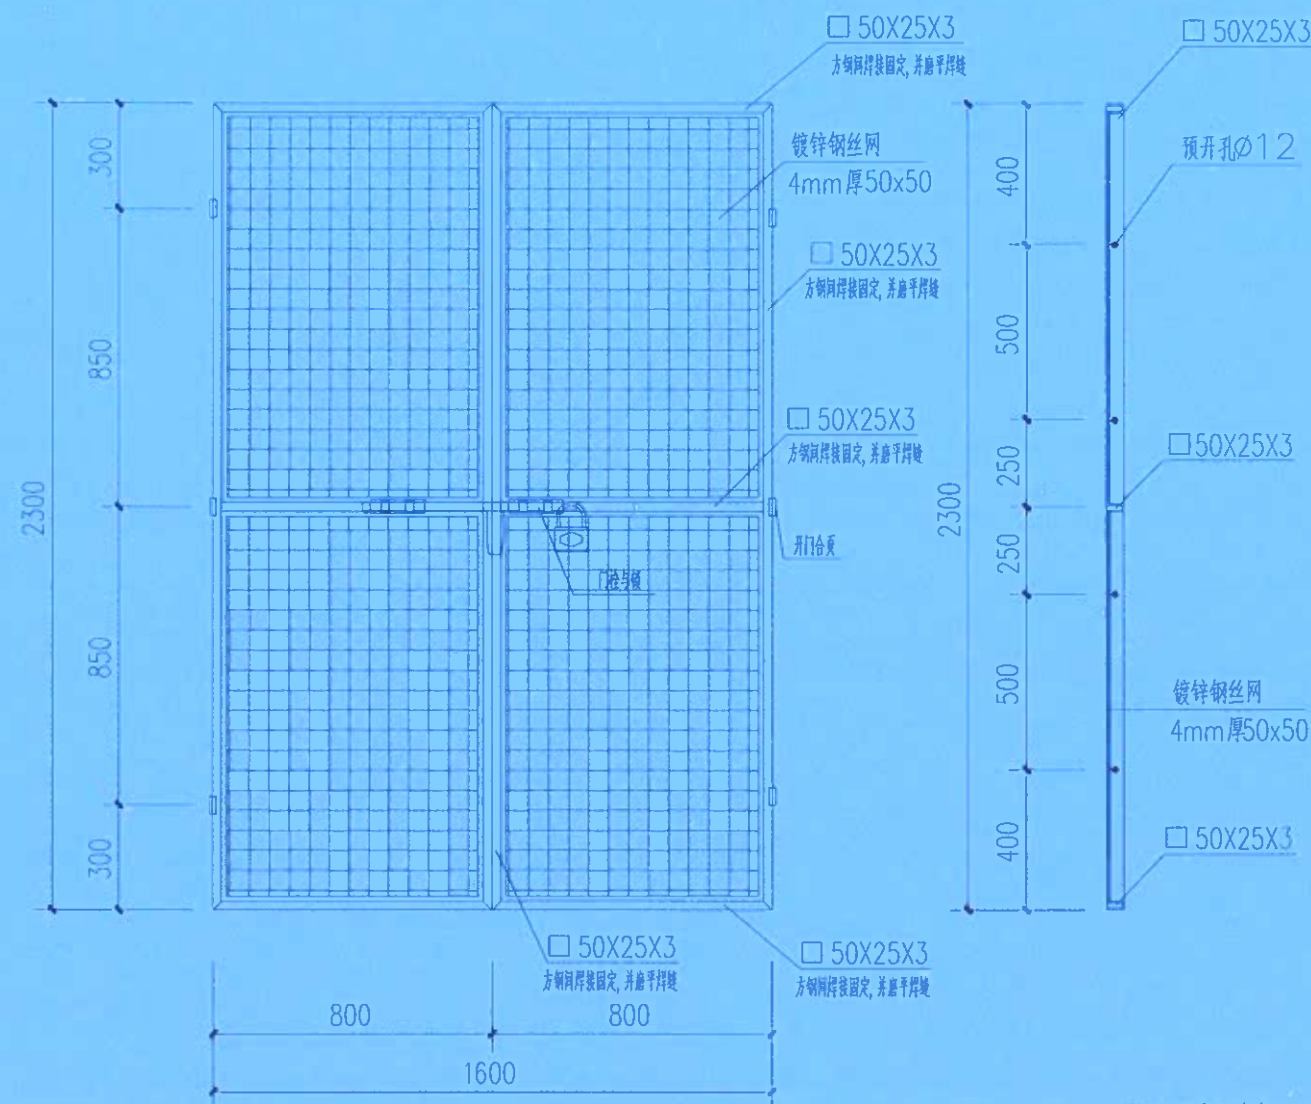 □ 50X25X3
方钢间焊接固定, 并磨平焊缝
□ 50X25X3
300
镀锌钢丝网
4mm厚50x50
400
预开孔Ø12
□ 50X25X3
方钢间焊接固定, 并磨平焊缝
850
500
□ 50X25X3
方钢间焊接固定, 并磨平焊缝
250
□ 50X25X3
2300
2300
开门合页
250
门栓与锁
850
500
镀锌钢丝网
4mm厚50x50
300
400
□ 50X25X3
□ 50X25X3
方钢间焊接固定, 并磨平焊缝
□ 50X25X3
方钢间焊接固定, 并磨平焊缝
800
800
1600